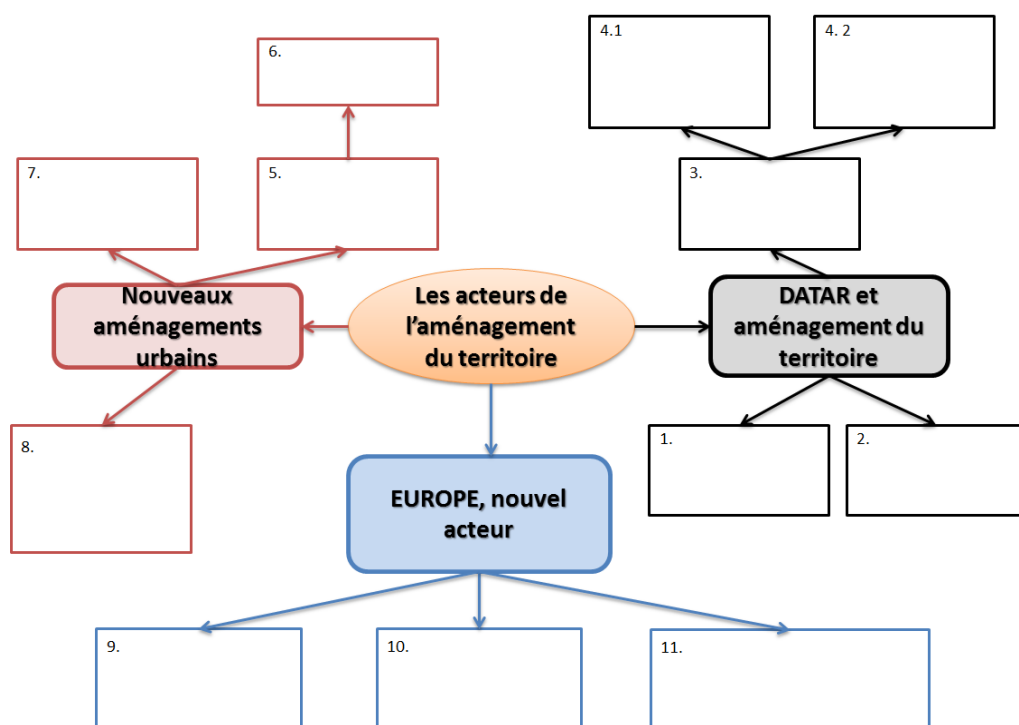 6.
4.1
4. 2
7.
5.
3.
Nouveaux
aménagements
urbains
Les acteurs de
l'aménagement
du territoire
DATAR et
aménagement du
territoire
8.
1.
2.
EUROPE, nouvel
acteur
9.
10.
11.